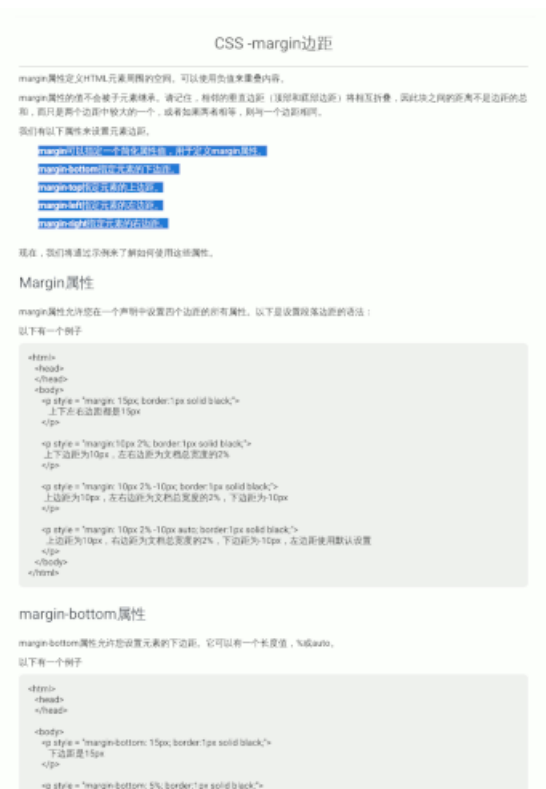 CSS -margin边距
margin属性定义HTML元素周围的空间。可以使用负值来重叠内容。
margin属性的值不会被子元素继承。请记住，相邻的垂直边距（顶部和底部边距）将相互折叠，因此块之间的距离不是边距的总
和，而只是两个边距中较大的一个，或者如果两者相等，则与一个边距相同。
我们有以下属性来设置元素边距。
margin可以指定一个简化属性值，用于定义margin属性。
margin-bottom指定元素的下边距。
margin-top指定元素的上边距。
margin-left指定元素的左边距。
margin-right指定元素的右边距。
现在，我们将通过示例来了解如何使用这些属性。
Margin属性
margin属性允许您在一个声明中设置四个边距的所有属性。以下是设置段落边距的语法：
以下有一个例子
<html>
<head>
</head>
<body>
<p style = "margin: 15px; border:1px solid black;">
上下左右边距都是15px
</p>
<p style = "margin:10px 2%; border:1px solid black;">
上下边距为10px，左右边距为文档总宽度的2%
</p>
<p style = "margin: 10px 2% -10px; border:1px solid black;">
上边距为10px，左右边距为文档总宽度的2%，下边距为-10px
</p>
<p style = "margin: 10px 2% -10px auto; border:1px solid black;">
上边距为10px，右边距为文档总宽度的2%，下边距为-10px，左边距使用默认设置
</p>
</body>
</html>
margin-bottom属性
margin-bottom属性允许您设置元素的下边距。它可以有一个长度值，%或auto。
以下有一个例子
<html>
<head>
</head>
<body>
<p style = "margin-bottom: 15px; border:1px solid black;">
下边距是15px
</p>
<p style = "margin-bottom: 5%; border:1px solid black;">